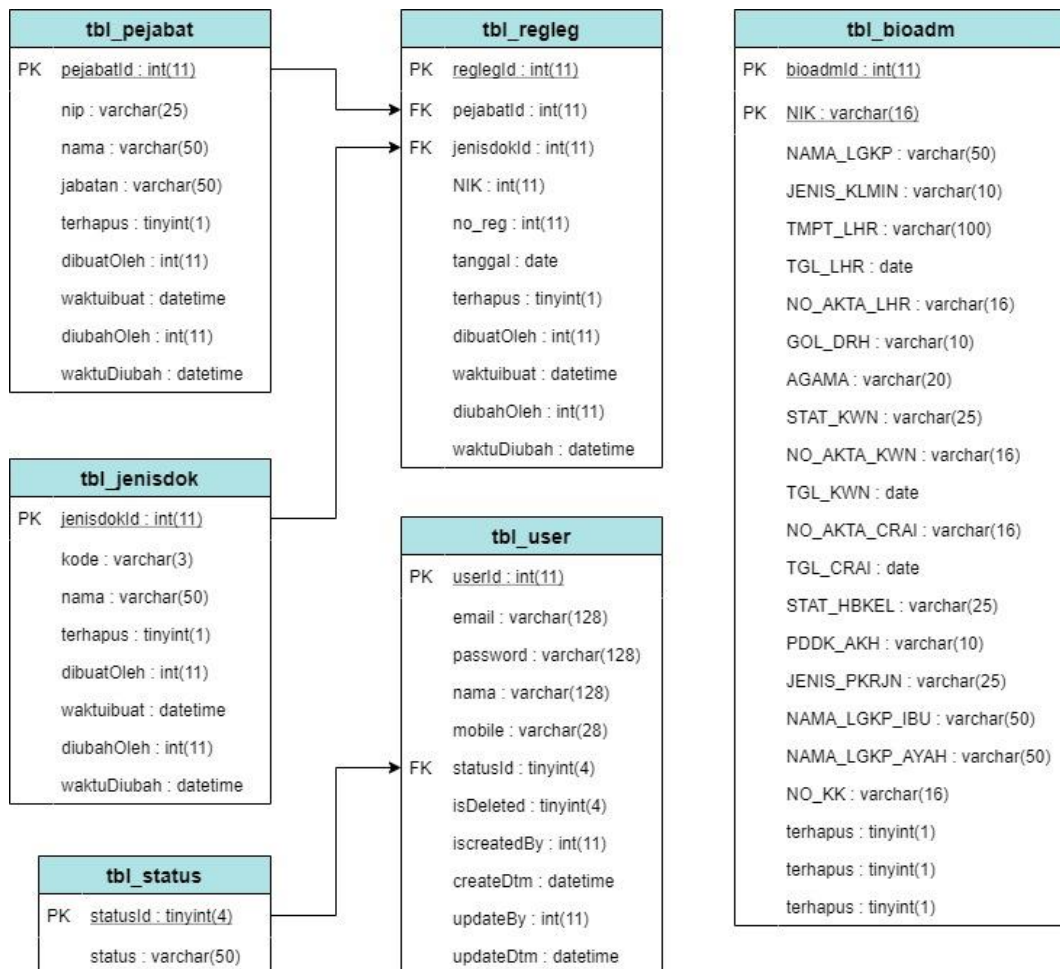 tbl_pejabat
PK pejabatId : int(11)
nip : varchar(25)
nama : varchar(50)
jabatan : varchar(50)
terhapus : tinyint(1)
dibuatOleh : int(11)
waktuibuat : datetime
diubahOleh : int(11)
waktuDiubah : datetime
tbl_jenisdok
PK jenisdokId : int(11)
kode : varchar(3)
nama : varchar(50)
terhapus : tinyint(1)
dibuatOleh : int(11)
waktuibuat : datetime
diubahOleh : int(11)
waktuDiubah : datetime
tbl_status
PK statusId : tinyint(4)
status : varchar(50)
tbl_regleg
PK reglegId : int(11)
FK pejabatId : int(11)
FK jenisdokId : int(11)
NIK : int(11)
no_reg : int(11)
tanggal : date
terhapus : tinyint(1)
dibuatOleh : int(11)
waktuibuat : datetime
diubahOleh : int(11)
waktuDiubah : datetime
tbl_user
PK userId : int(11)
email : varchar(128)
password : varchar(128)
nama : varchar(128)
mobile : varchar(28)
FK statusId : tinyint(4)
isDeleted : tinyint(4)
iscreatedBy : int(11)
createDtm : datetime
updateBy : int(11)
updateDtm : datetime
tbl_bioadm
PK bioadmId : int(11)
PK NIK : varchar(16)
NAMA_LGKP : varchar(50)
JENIS_KLMIN : varchar(10)
TMPT_LHR : varchar(100)
TGL_LHR : date
NO_AKTA_LHR : varchar(16)
GOL_DRH : varchar(10)
AGAMA : varchar(20)
STAT_KWN : varchar(25)
NO_AKTA_KWN : varchar(16)
TGL_KWN : date
NO_AKTA_CRAI : varchar(16)
TGL_CRAI : date
STAT_HBKEL : varchar(25)
PDDK_AKH : varchar(10)
JENIS_PKRJN : varchar(25)
NAMA_LGKP_IBU : varchar(50)
NAMA_LGKP_AYAH : varchar(50)
NO_KK : varchar(16)
terhapus : tinyint(1)
terhapus : tinyint(1)
terhapus : tinyint(1)